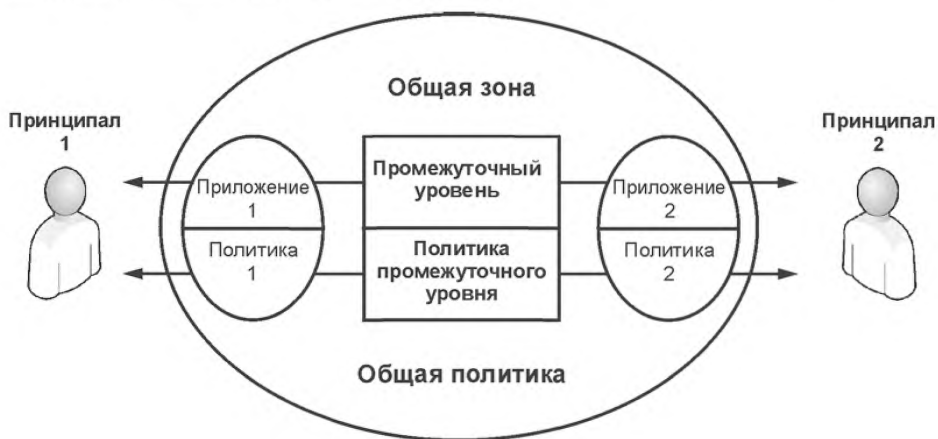 Общая зона
Принципал
1
Принципал
2
Промежуточный
уровень
Приложение
1
Приложение
2
Политика
1
Политика
промежуточного
уровня
Политика
2
Общая политика